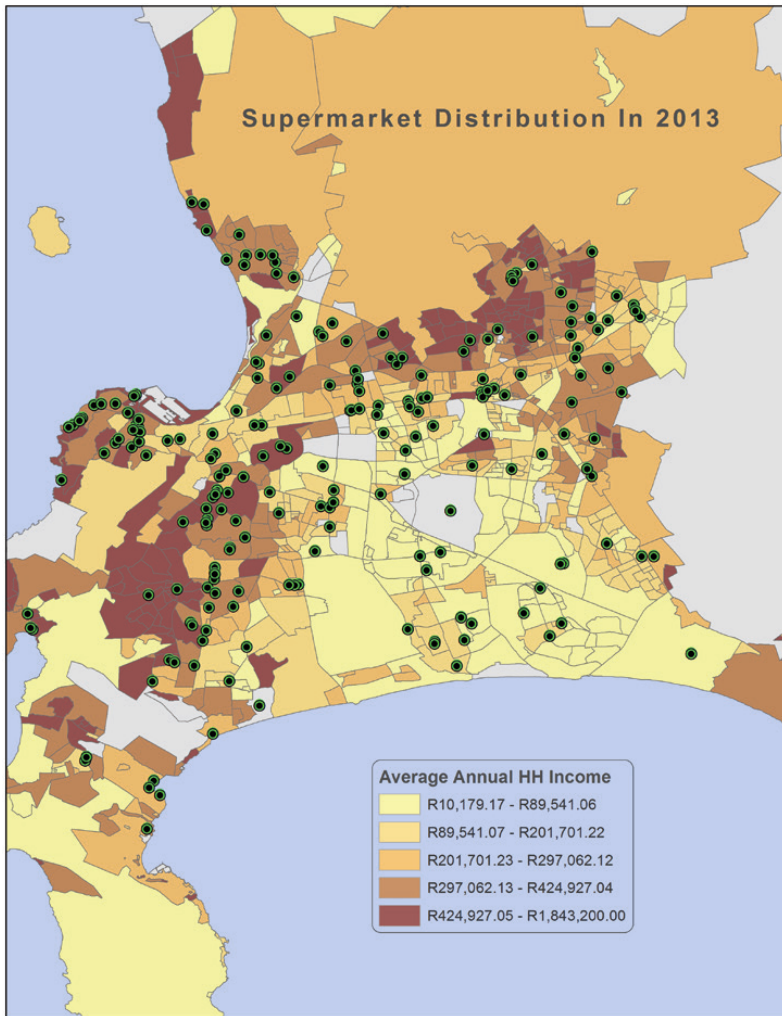 Supermarket Distribution In 2013
Average Annual HH Income
R10,179.17 - R89,541.06
R89,541.07 - R201,701.22
R201,701.23 - R297,062.12
R297,062.13 - R424,927.04
R424,927.05 - R1,843,200.00